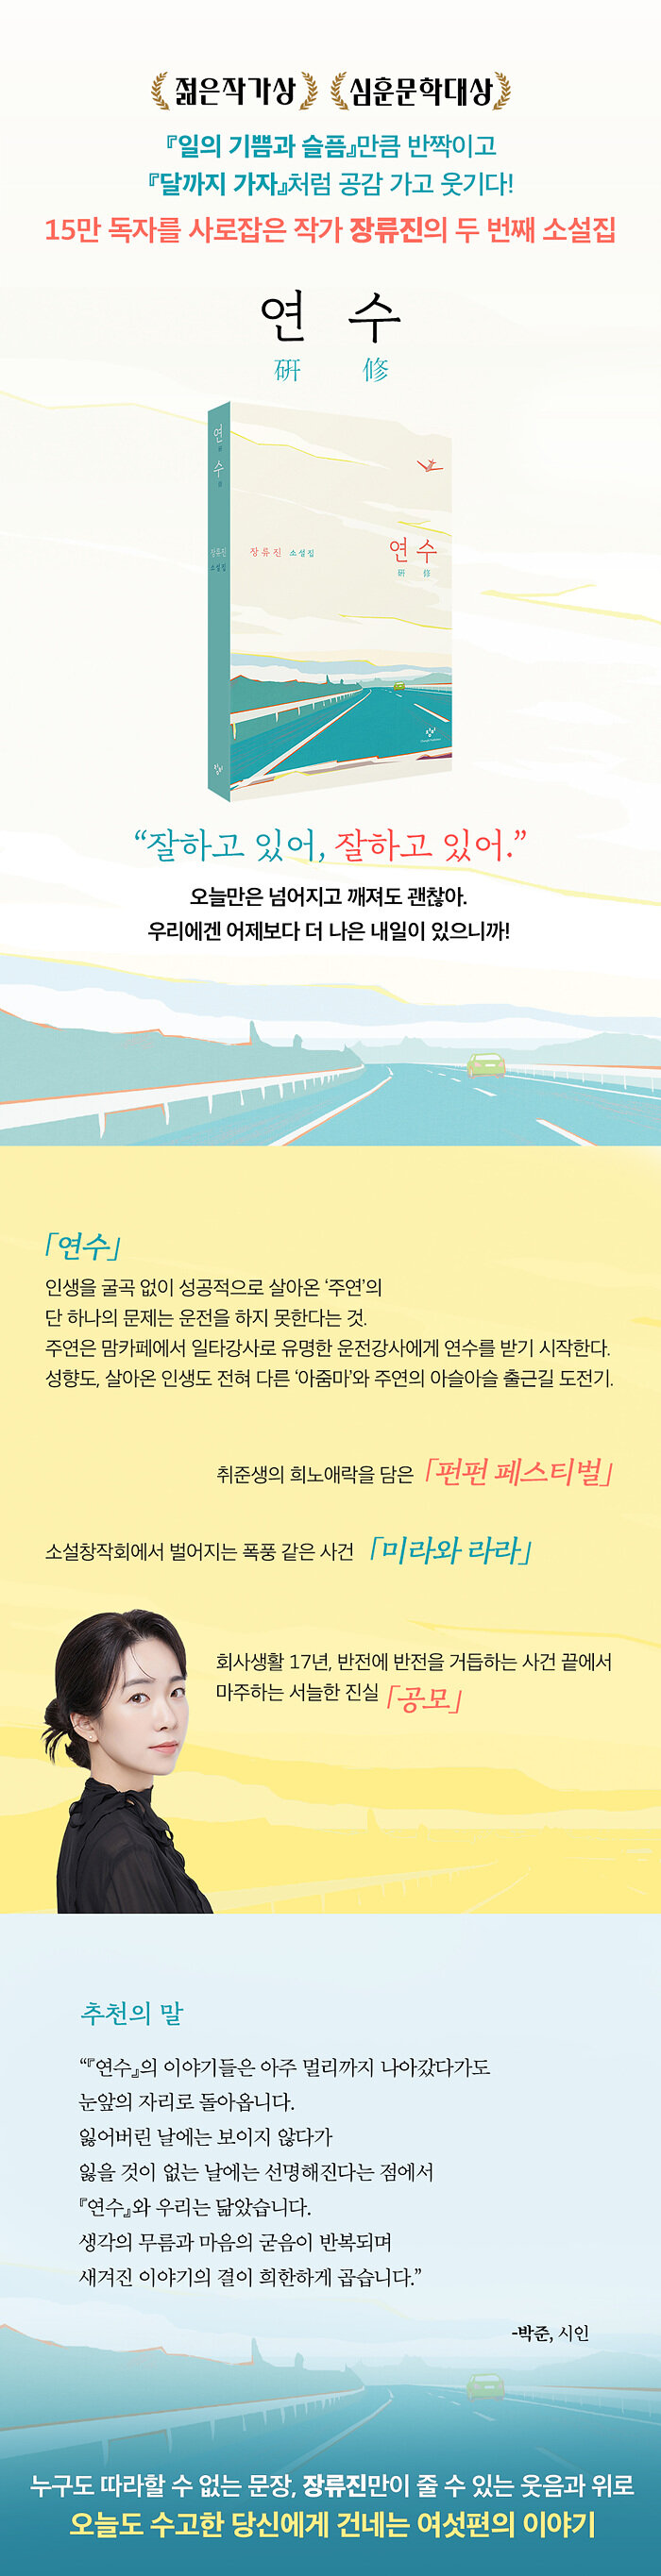 젊은작가상 심훈문학대상
『일의 기쁨과 슬픔』만큼 반짝이고
『달까지 가자』처럼 공감 가고 웃기다!
15만 독자를 사로잡은 작가 장류진의 두 번째 소설집
연 수
硏 修
연 수
장류진
소설집
창비
장류진 소설집
연수
硏 修
창비
“잘하고 있어, 잘하고 있어.”
오늘만은 넘어지고 깨져도 괜찮아.
우리에겐 어제보다 더 나은 내일이 있으니까!
「연수」
인생을 굴곡 없이 성공적으로 살아온 ‘주연’의
단 하나의 문제는 운전을 하지 못한다는 것.
주연은 맘카페에서 일타강사로 유명한 운전강사에게 연수를 받기 시작한다.
성향도, 살아온 인생도 전혀 다른 ‘아줌마’와 주연의 아슬아슬 출근길 도전기.
취준생의 희노애락을 담은 「펀펀 페스티벌」
소설창작회에서 벌어지는 폭풍 같은 사건 「미라와 라라」
회사생활 17년, 반전에 반전을 거듭하는 사건 끝에서
마주하는 서늘한 진실 「공모」
추천의 말
“『연수』의 이야기들은 아주 멀리까지 나아갔다가도
눈앞의 자리로 돌아옵니다.
잃어버린 날에는 보이지 않다가
잃을 것이 없는 날에는 선명해진다는 점에서
『연수』와 우리는 닮았습니다.
생각의 무름과 마음의 굳음이 반복되며
새겨진 이야기의 결이 희한하게 곱습니다.”
-박준, 시인
누구도 따라할 수 없는 문장, 장류진만이 줄 수 있는 웃음과 위로
오늘도 수고한 당신에게 건네는 여섯편의 이야기